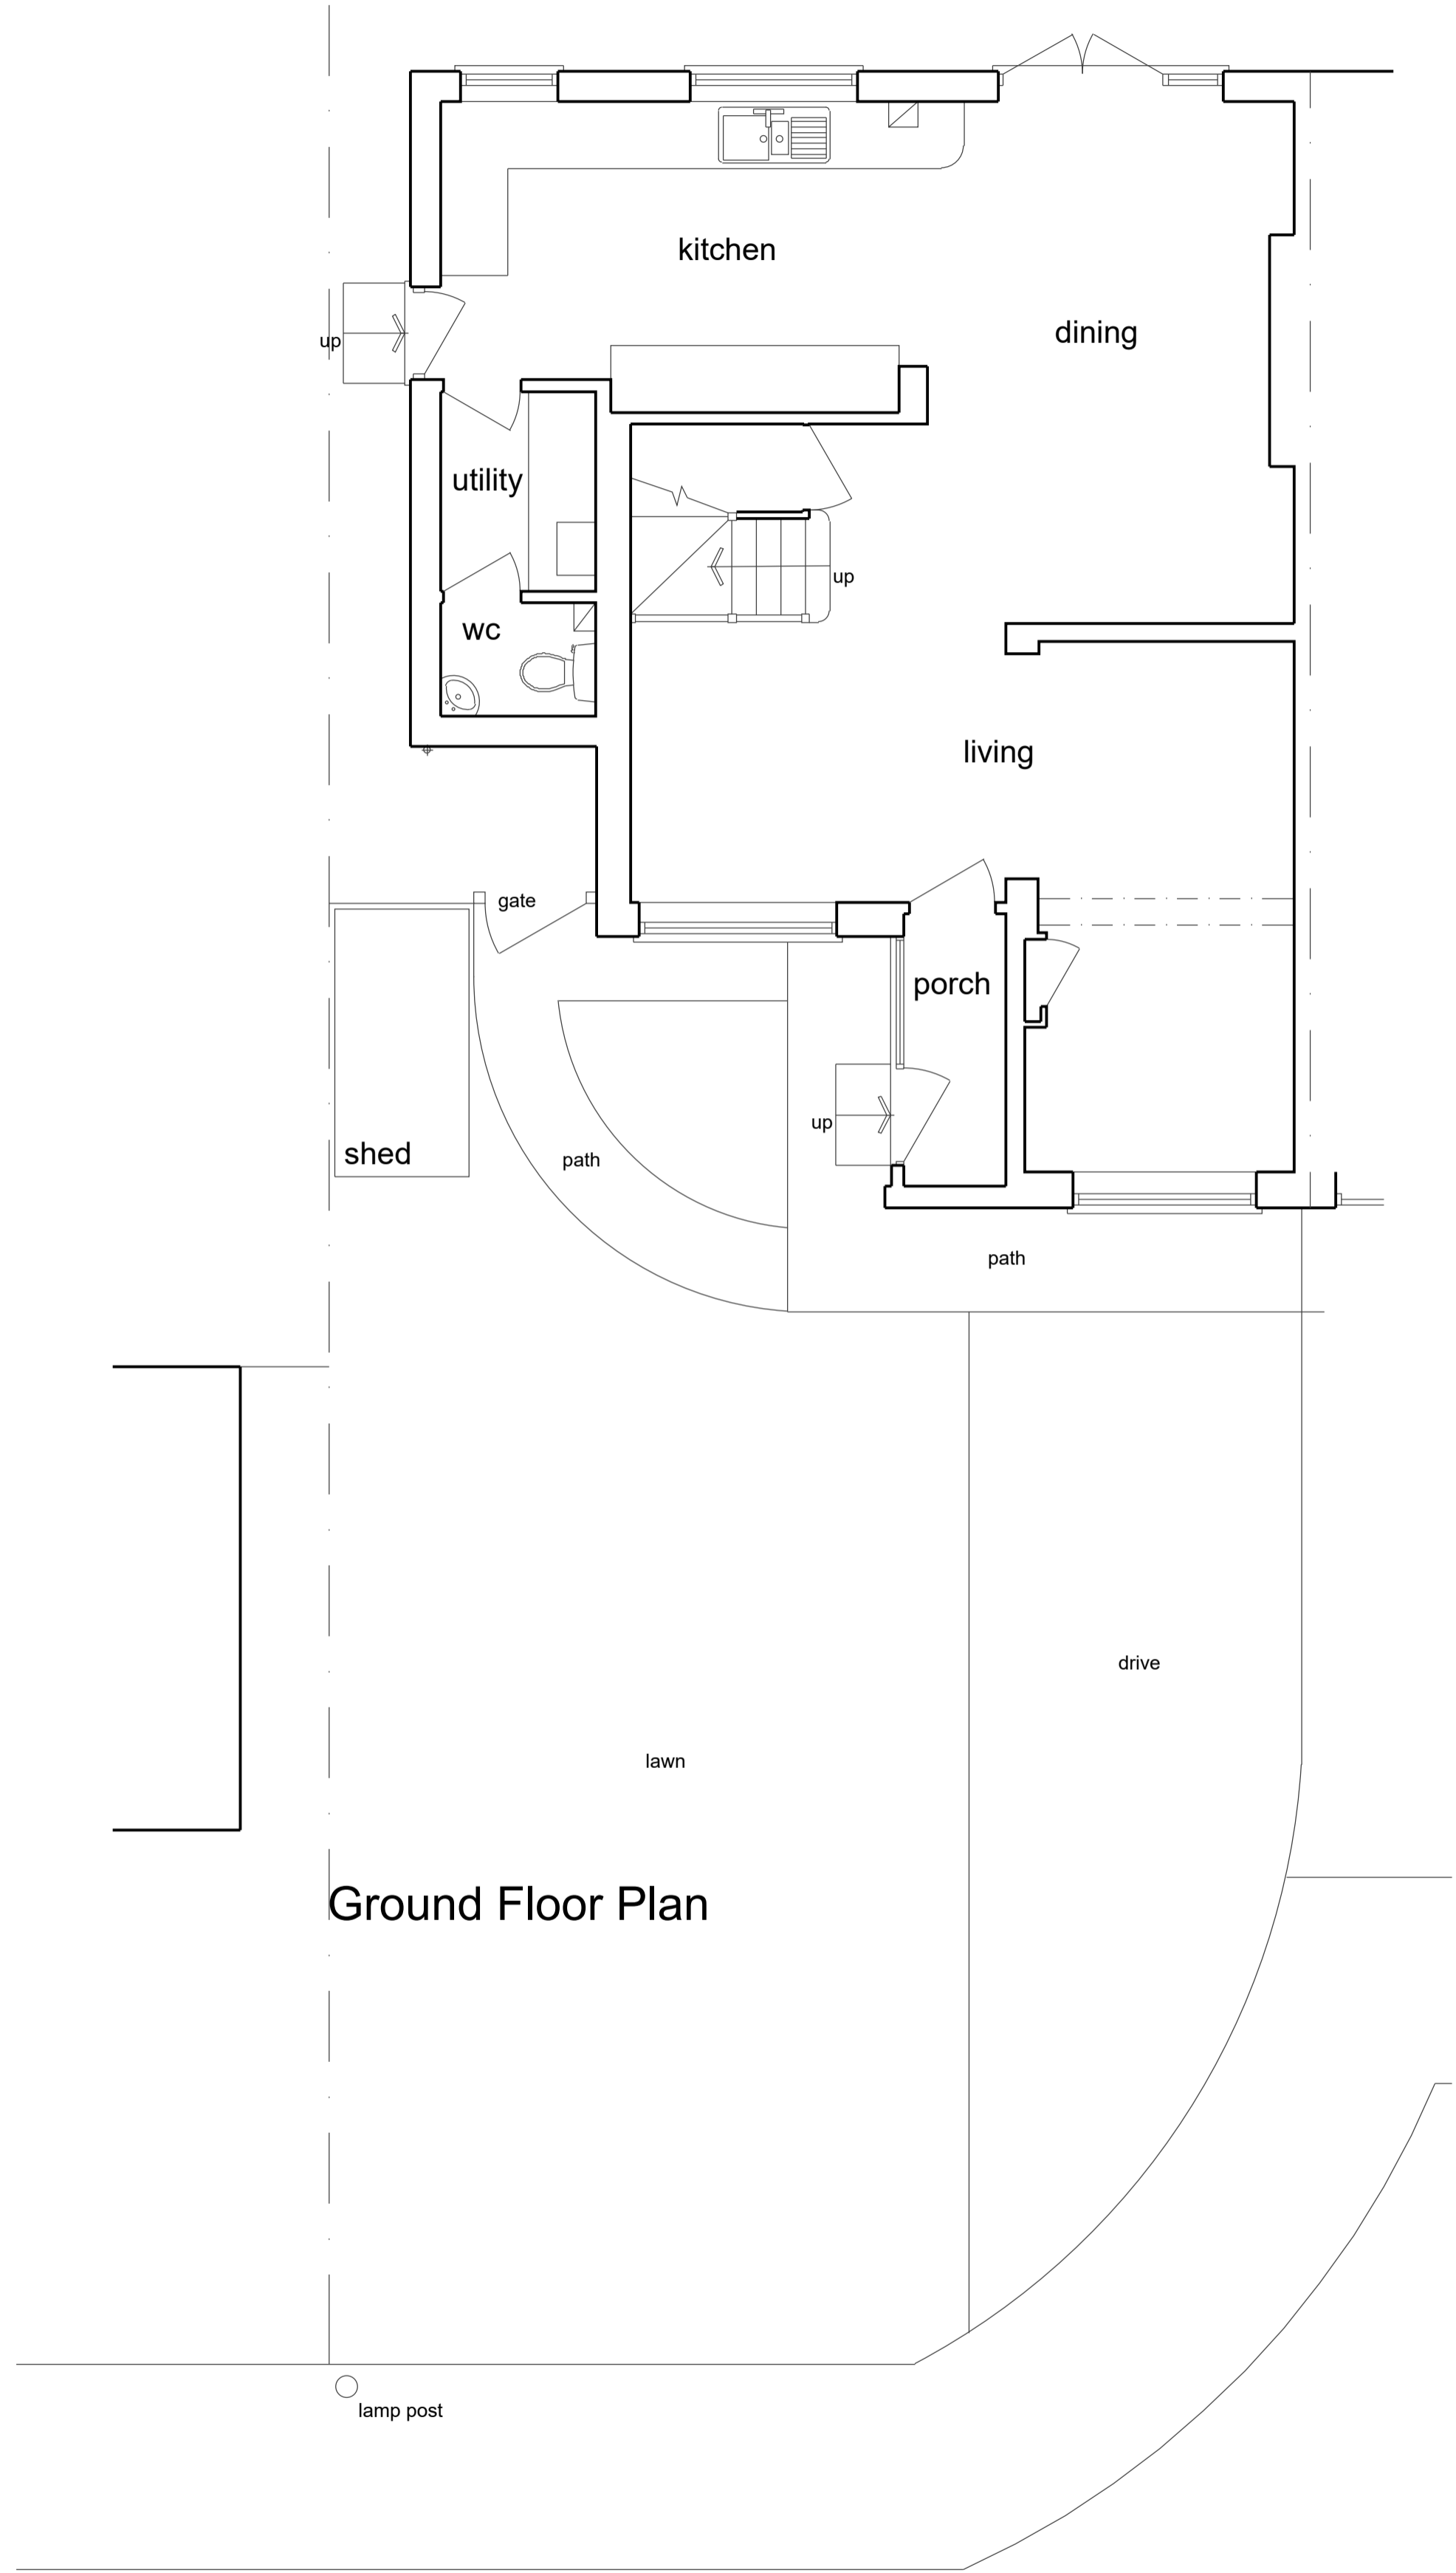 kitchen
dining
up
utility
up
wc
living
gate
porch
up
shed
path
path
drive
lawn
Ground Floor Plan
lamp post